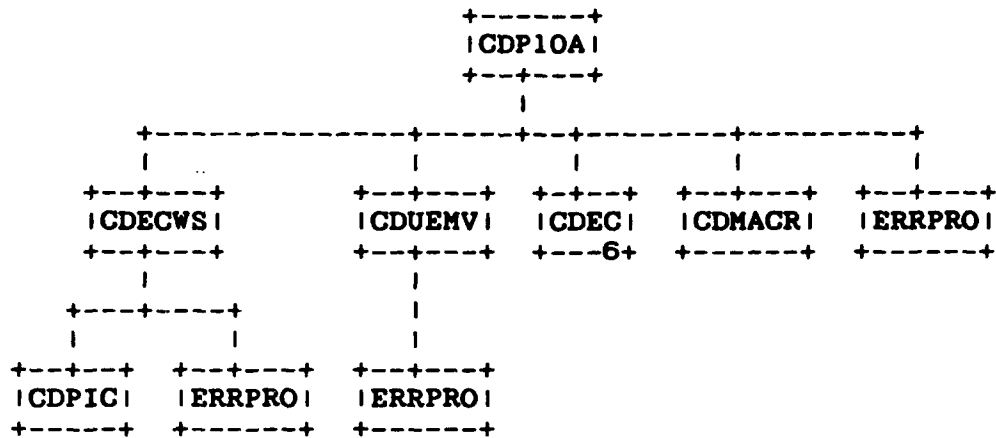 CDP10A
CDECWS CDUEMV CDEC CDMACR ERRPRO
6
CDPIC ERRPRO ERRPRO